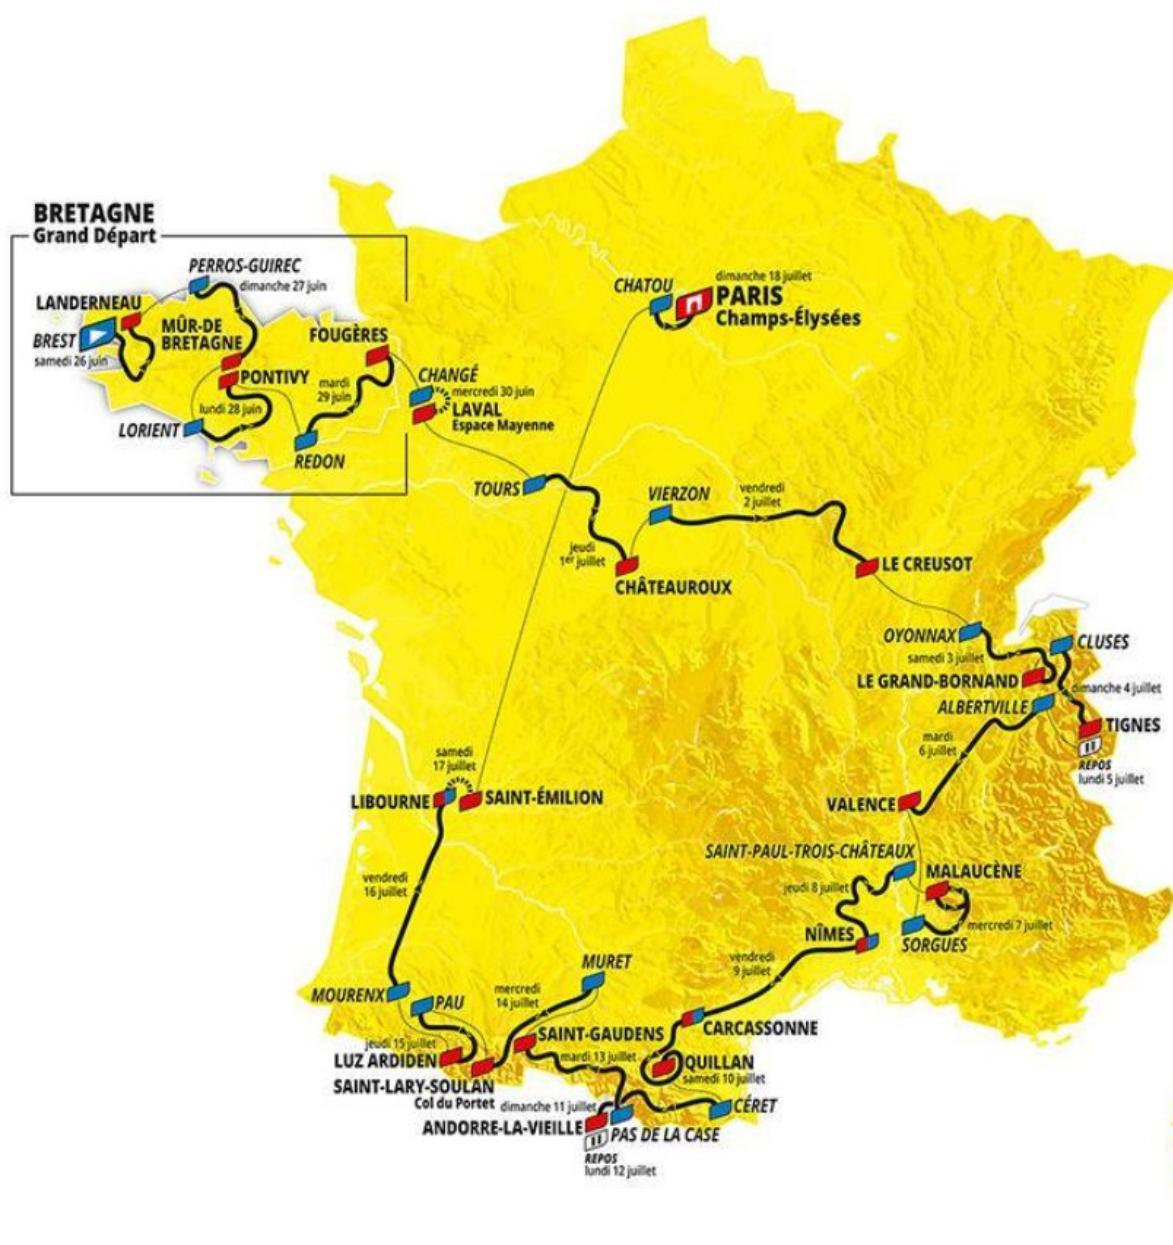 BRETAGNE
Grand Départ
PERROS-GUIREC
dimanche 27 juin
LANDERNEAU
BREST
samedi 26 juin
MÛR-DE
BRETAGNE
FOUGÈRES
PONTIVY
mardi
29 juin
lundi 28 juin
LORIENT
REDON
CHANGÉ
mercredi 30 juin
LAVAL
Espace Mayenne
CHATOU
dimanche 18 juillet
PARIS
Champs-Élysées
TOURS
VIERZON
vendredi
2 juillet
jeudi
1er juillet
CHÂTEAUROUX
LE CREUSOT
OYONNAX
samedi 3 juillet
CLUSES
LE GRAND-BORNAND
dimanche 4 juillet
ALBERTVILLE
TIGNES
REPOS
lundi 5 juillet
mardi
6 juillet
VALENCE
samedi
17 juillet
LIBOURNE
SAINT-ÉMILION
SAINT-PAUL-TROIS-CHÂTEAUX
jeudi 8 juillet
MALAUCÈNE
mercredi 7 juillet
SORGUES
NÎMES
vendredi
16 juillet
vendredi
9 juillet
MOURENX
PAU
MURET
mercredi
14 juillet
CARCASSONNE
SAINT-GAUDENS
jeudi 15 juillet
LUZ ARDIDEN
mardi 13 juillet
QUILLAN
samedi 10 juillet
SAINT-LARY-SOULAN
Col du Portet
dimanche 11 juillet
CÉRET
ANDORRE-LA-VIEILLE
PAS DE LA CASE
REPOS
lundi 12 juillet